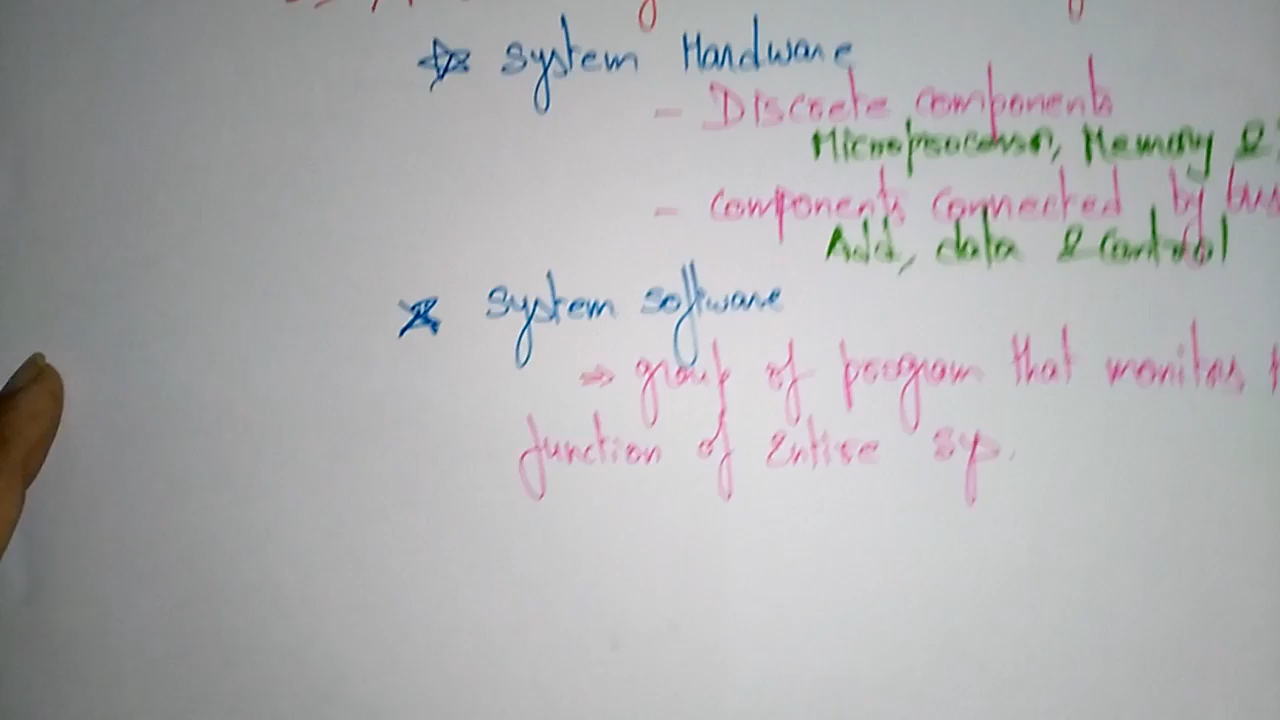 System Hardware
- Discrete components
Microprocessor, Memory &
- Components connected by bus
Add, data & Control
System software
⇒ group of program that monitors
function of Entire sys.